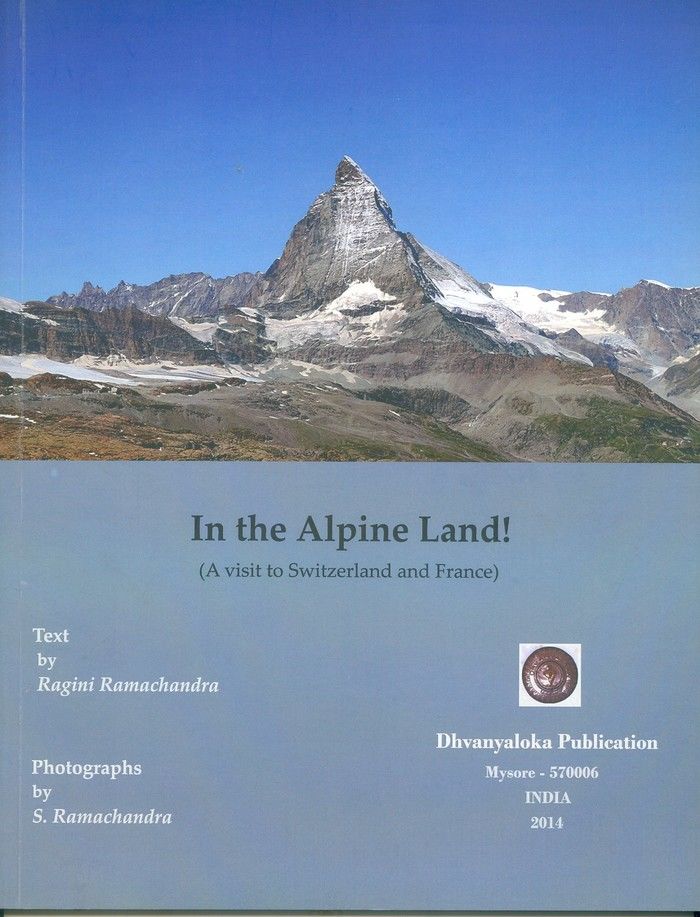 In the Alpine Land!
(A visit to Switzerland and France)
Text
by
Ragini Ramachandra
Photographs
by
S. Ramachandra
Dhvanyaloka Publication
Mysore - 570006
INDIA
2014